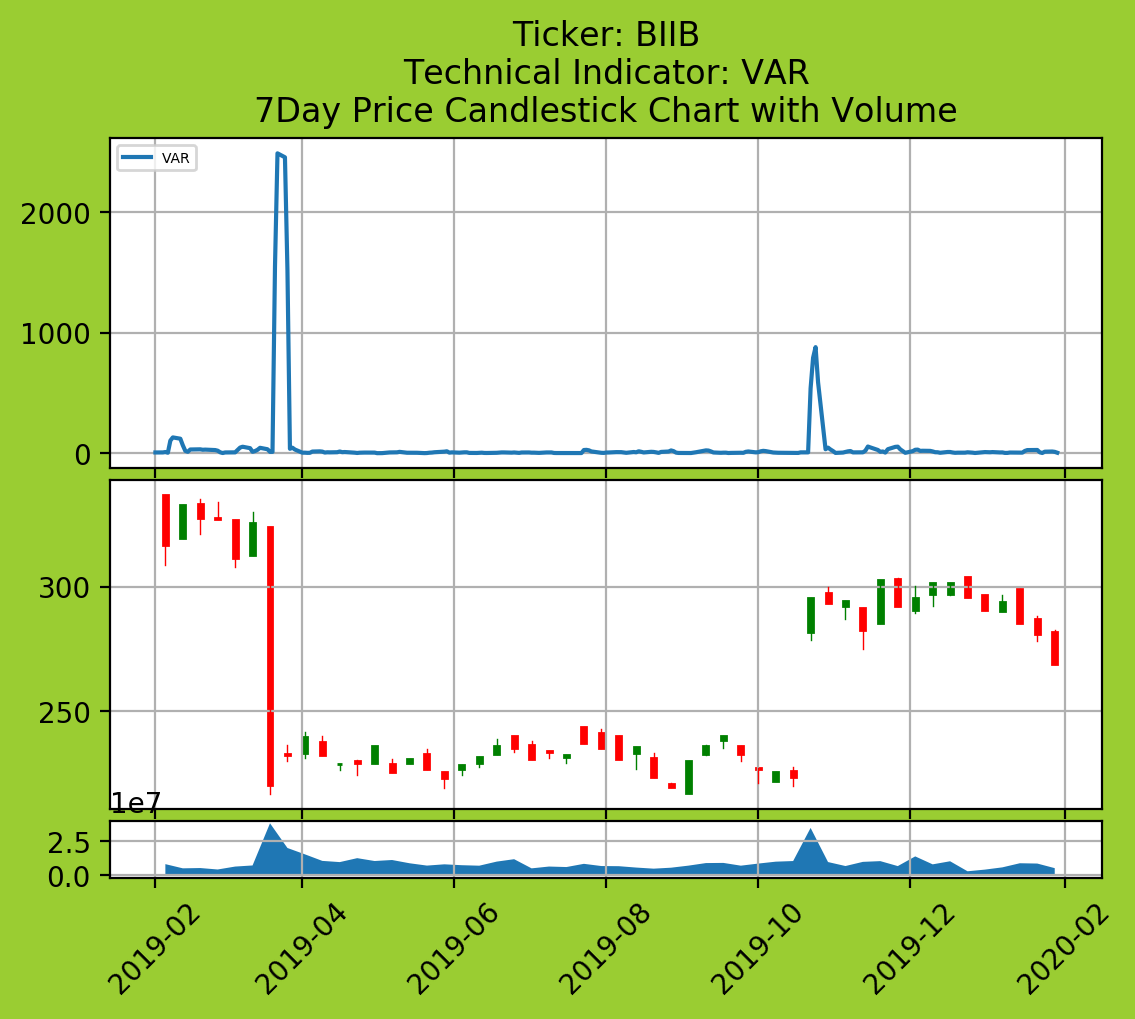 Ticker: BIIB
Technical Indicator: VAR
7Day Price Candlestick Chart with Volume
VAR
2000
1000
0
300
250
1e7
2.5
0.0
2019-02
2019-04
2019-06
2019-08
2019-10
2019-12
2020-02